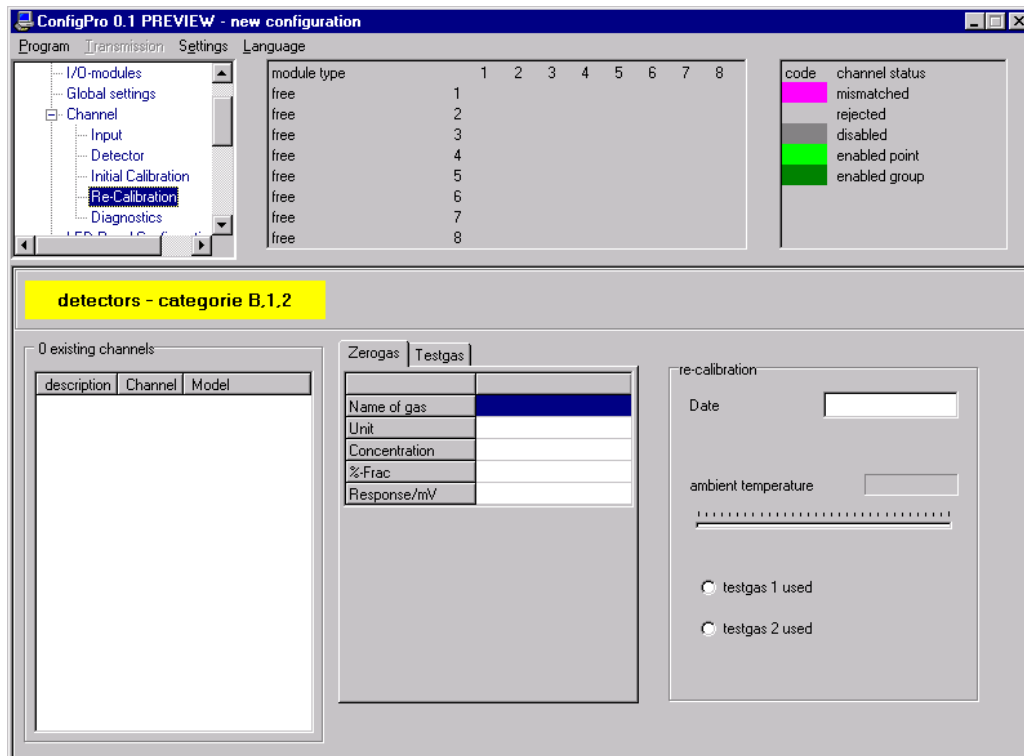 ConfigPro 0.1 PREVIEW - new configuration
Program Transmission Settings Language
I/O-modules
Global settings
Channel
Input
Detector
Initial Calibration
Re-Calibration
Diagnostics
module type 1 2 3 4 5 6 7 8
free 1
free 2
free 3
free 4
free 5
free 6
free 7
free 8
code channel status
mismatched
rejected
disabled
enabled point
enabled group
detectors - categorie B,1,2
0 existing channels
description Channel Model
Zerogas Testgas
Name of gas
Unit
Concentration
%-Frac
Response/mV
re-calibration
Date
ambient temperature
testgas 1 used
testgas 2 used